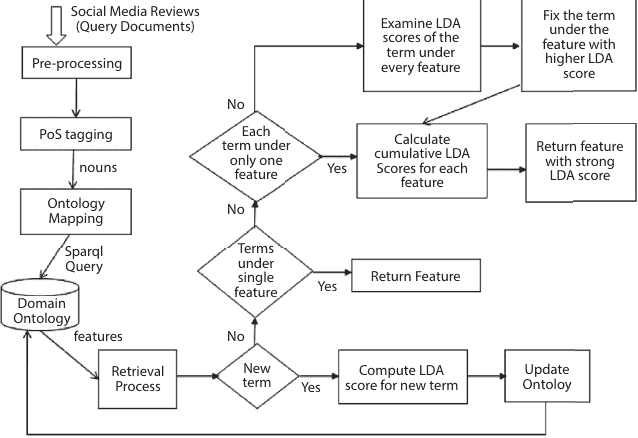 Social Media Reviews
(Query Documents)
Pre-processing
PoS tagging
nouns
Ontology
Mapping
Sparql
Query
Domain
Ontology
features
Retrieval
Process
New
term
No
Yes
Compute LDA
score for new term
Update
Ontoloy
Terms
under
single
feature
No
Yes
Return Feature
Each
term under
only one
feature
No
Yes
Examine LDA
scores of the
term under
every feature
Fix the term
under the
feature with
higher LDA
score
Calculate
cumulative LDA
Scores for each
feature
Return feature
with strong
LDA score